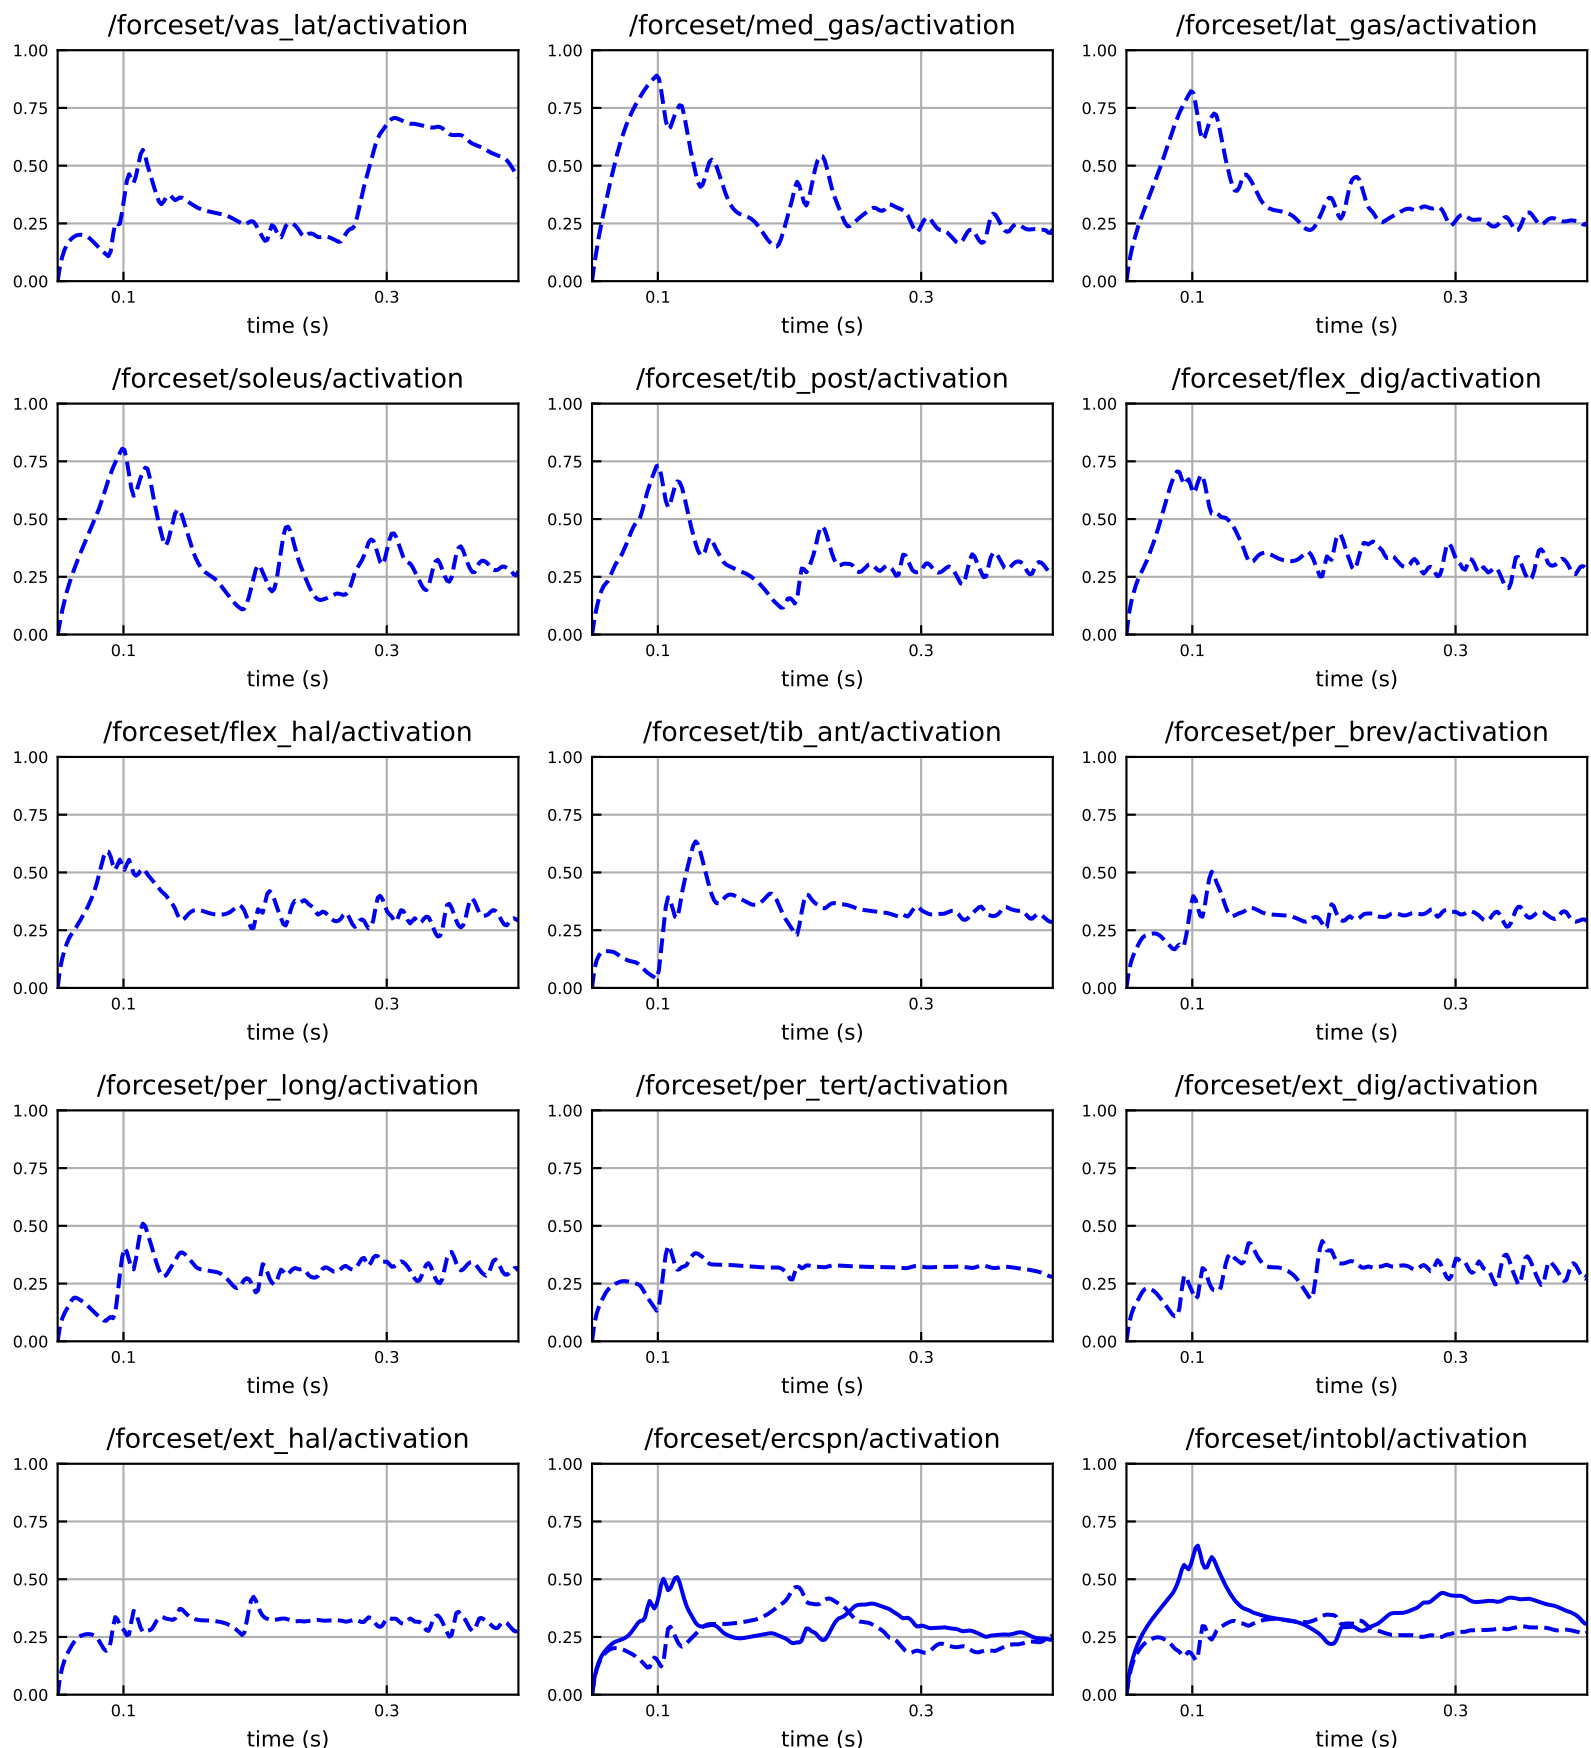 /forceset/vas_lat/activation /forceset/med_gas/activation /forceset/lat_gas/activation
1.00 1.00 1.00
0.75 0.75 0.75
0.50 0.50 0.50
0.25 0.25 0.25
0.00 0.00 0.00
0.1 0.3 0.1 0.3 0.1 0.3
time (s) time (s) time (s)
/forceset/soleus/activation /forceset/tib_post/activation /forceset/flex_dig/activation
1.00 1.00 1.00
0.75 0.75 0.75
0.50 0.50 0.50
0.25 0.25 0.25
0.00 0.00 0.00
0.1 0.3 0.1 0.3 0.1 0.3
time (s) time (s) time (s)
/forceset/flex_hal/activation /forceset/tib_ant/activation /forceset/per_brev/activation
1.00 1.00 1.00
0.75 0.75 0.75
0.50 0.50 0.50
0.25 0.25 0.25
0.00 0.00 0.00
0.1 0.3 0.1 0.3 0.1 0.3
time (s) time (s) time (s)
/forceset/per_long/activation /forceset/per_tert/activation /forceset/ext_dig/activation
1.00 1.00 1.00
0.75 0.75 0.75
0.50 0.50 0.50
0.25 0.25 0.25
0.00 0.00 0.00
0.1 0.3 0.1 0.3 0.1 0.3
time (s) time (s) time (s)
/forceset/ext_hal/activation /forceset/ercspn/activation /forceset/intobl/activation
1.00 1.00 1.00
0.75 0.75 0.75
0.50 0.50 0.50
0.25 0.25 0.25
0.00 0.00 0.00
0.1 0.3 0.1 0.3 0.1 0.3
time (s) time (s) time (s)